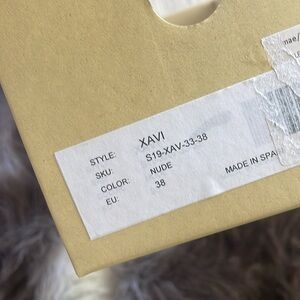 STYLE: XAVI
SKU: S19-XAV-33-38
COLOR: NUDE
EU: 38
MADE IN SPA